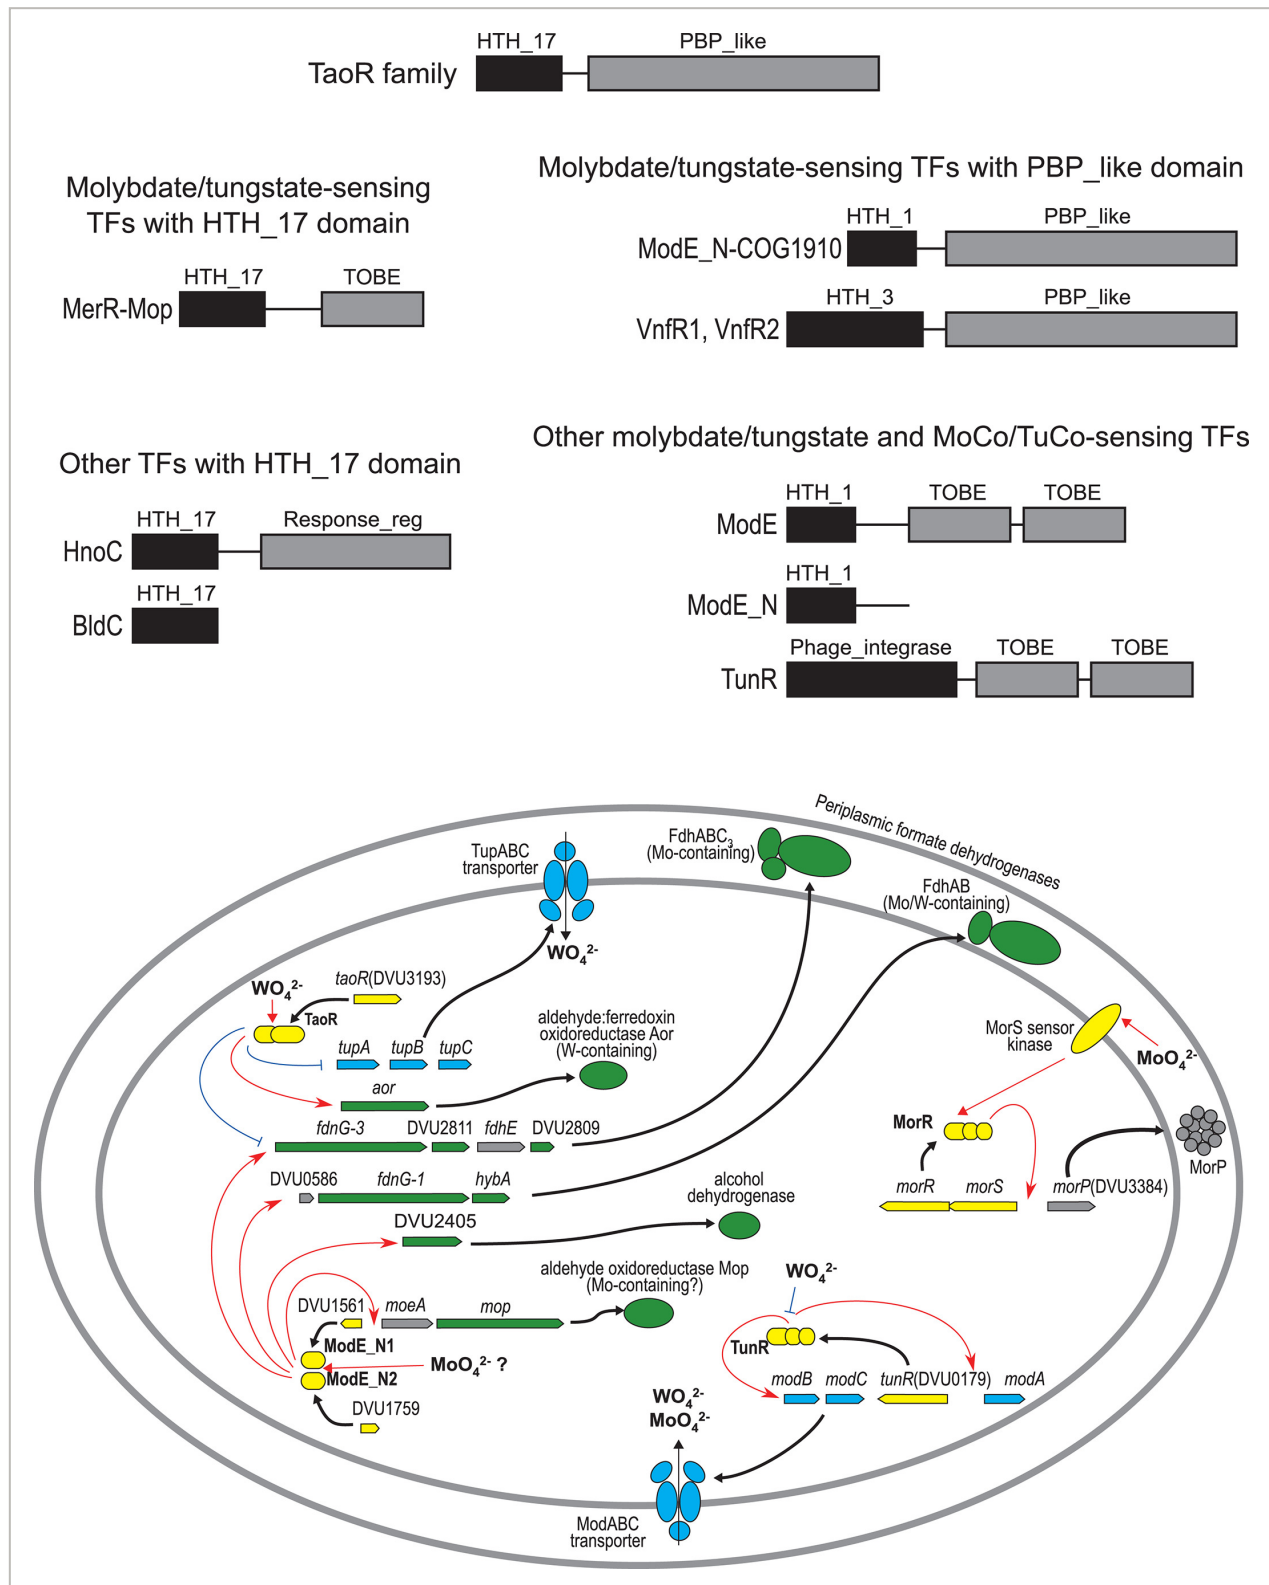 HTH_17 PBP_like
TaoR family
Molybdate/tungstate-sensing
TFs with HTH_17 domain
HTH_17 TOBE
MerR-Mop
Molybdate/tungstate-sensing TFs with PBP_like domain
HTH_1 PBP_like
ModE_N-COG1910
HTH_3 PBP_like
VnfR1, VnfR2
Other TFs with HTH_17 domain
HTH_17 Response_reg
HnoC
HTH_17
BldC
Other molybdate/tungstate and MoCo/TuCo-sensing TFs
HTH_1 TOBE TOBE
ModE
HTH_1
ModE_N
Phage_integrase TOBE TOBE
TunR
Periplasmic formate dehydrogenases
TupABC
transporter
WO₄²⁻
FdhABC₃
(Mo-containing)
FdhAB
(Mo/W-containing)
WO₄²⁻
taoR(DVU3193)
TaoR
tupA tupB tupC
aldehyde:ferredoxin
oxidoreductase Aor
(W-containing)
aor
fdnG-3 DVU2811 fdhE DVU2809
DVU0586 fdnG-1 hybA
DVU2405
alcohol
dehydrogenase
aldehyde oxidoreductase Mop
(Mo-containing?)
DVU1561 moeA mop
ModE_N1
ModE_N2
MoO₄²⁻ ?
DVU1759
MorS sensor
kinase
MoO₄²⁻
MorR
MorP
morR morS morP(DVU3384)
WO₄²⁻
TunR
modB modC tunR(DVU0179) modA
WO₄²⁻
MoO₄²⁻
ModABC
transporter